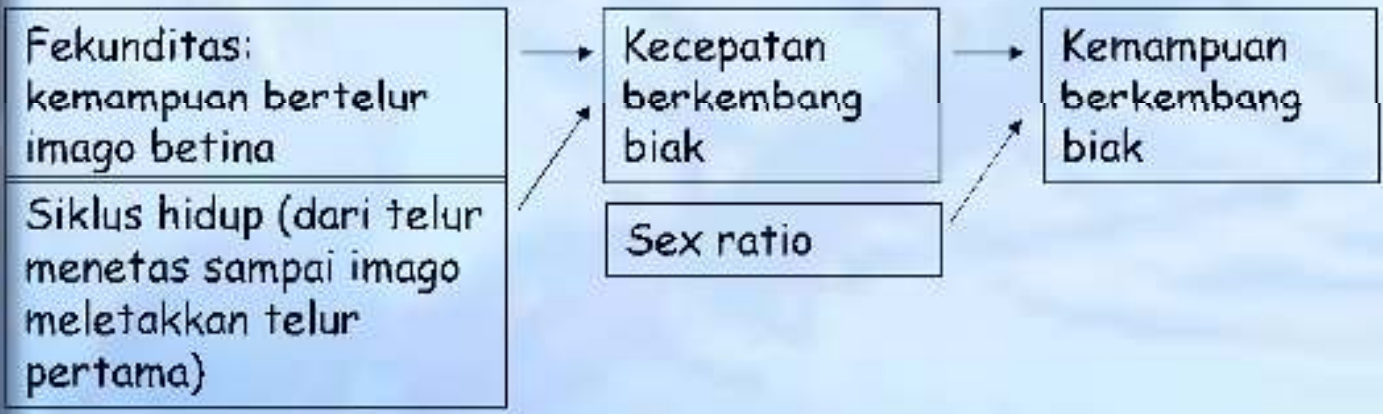 Fekunditas:
kemampuan bertelur
imago betina
Siklus hidup (dari telur
menetas sampai imago
meletakkan telur
pertama)
Kecepatan
berkembang
biak
Sex ratio
Kemampuan
berkembang
biak